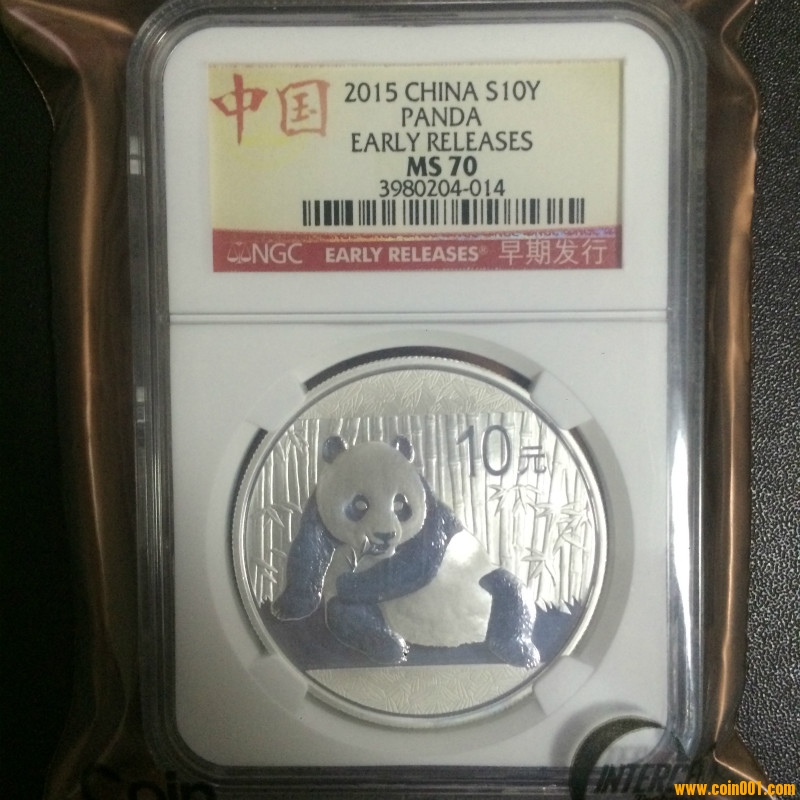 中国
2015 CHINA S10Y
PANDA
EARLY RELEASES
MS 70
3980204-014
NGC EARLY RELEASES® 早期发行
10元
Coin
www.coin001.com